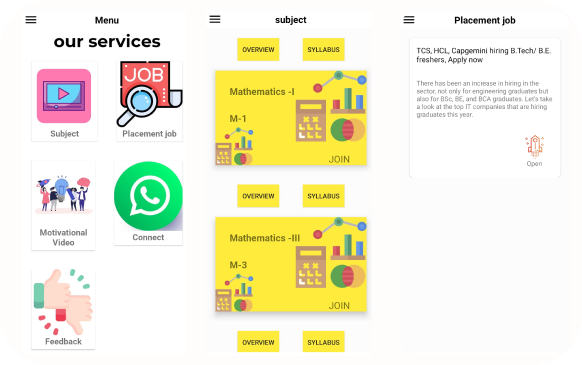 Menu
our services
JOB
Subject
Placement job
Motivational
Video
Connect
Feedback
subject
OVERVIEW
SYLLABUS
Mathematics -I
M-1
JOIN
OVERVIEW
SYLLABUS
Mathematics -III
M-3
JOIN
OVERVIEW
SYLLABUS
Placement job
TCS, HCL, Capgemini hiring B.Tech/ B.E.
freshers, Apply now
There has been an increase in hiring in the
sector, not only for engineering graduates but
also for BSc, BE, and BCA graduates. Let's take
a look at the top IT companies that are hiring
graduates this year.
Open